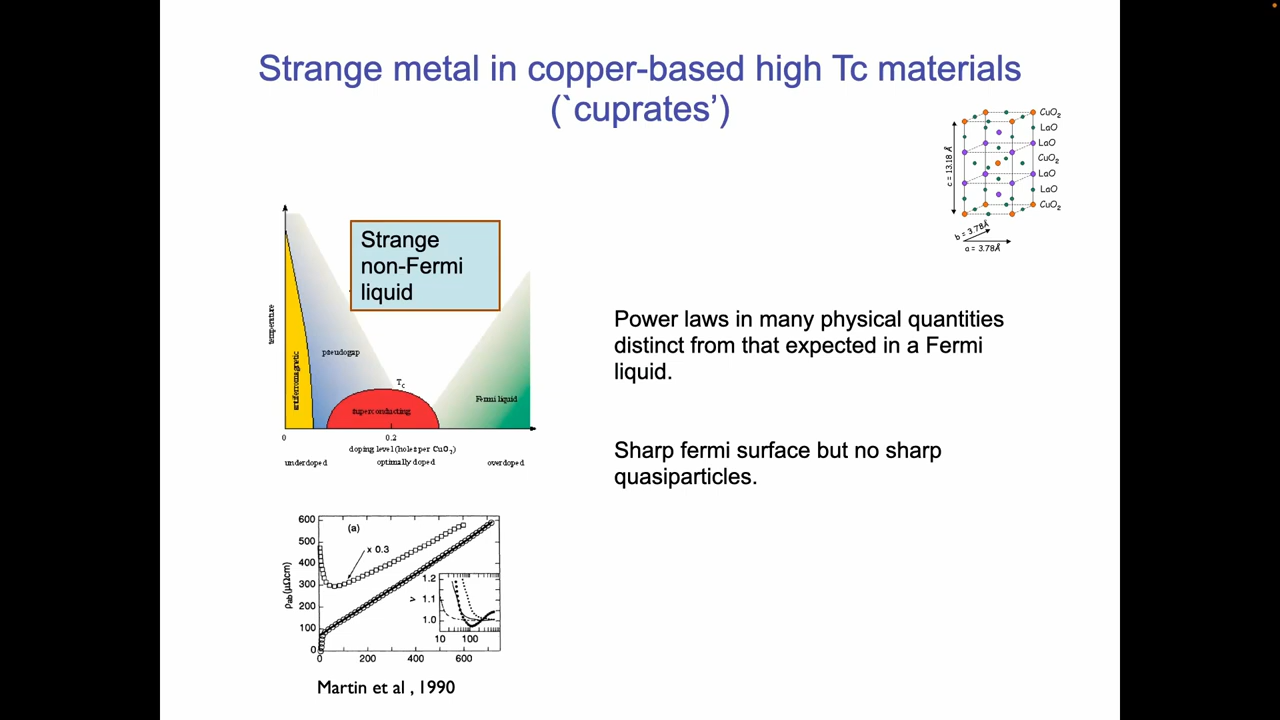 Strange metal in copper-based high Tc materials
(`cuprates’)
CuO2
LaO
LaO
CuO2
LaO
LaO
CuO2
c = 13.18 Å
b = 3.78Å
a = 3.78Å
Strange
non-Fermi
liquid
temperature
antiferromagnetic
pseudogap
Tc
superconducting
Fermi liquid
0
0.2
doping level (holes per CuO2)
underdoped
optimally doped
overdoped
Power laws in many physical quantities
distinct from that expected in a Fermi
liquid.
Sharp fermi surface but no sharp
quasiparticles.
(a)
x 0.3
ρab(μΩcm)
600
500
400
300
200
100
0
0 200 400 600
ν
1.2
1.1
1.0
10 100
Martin et al , 1990